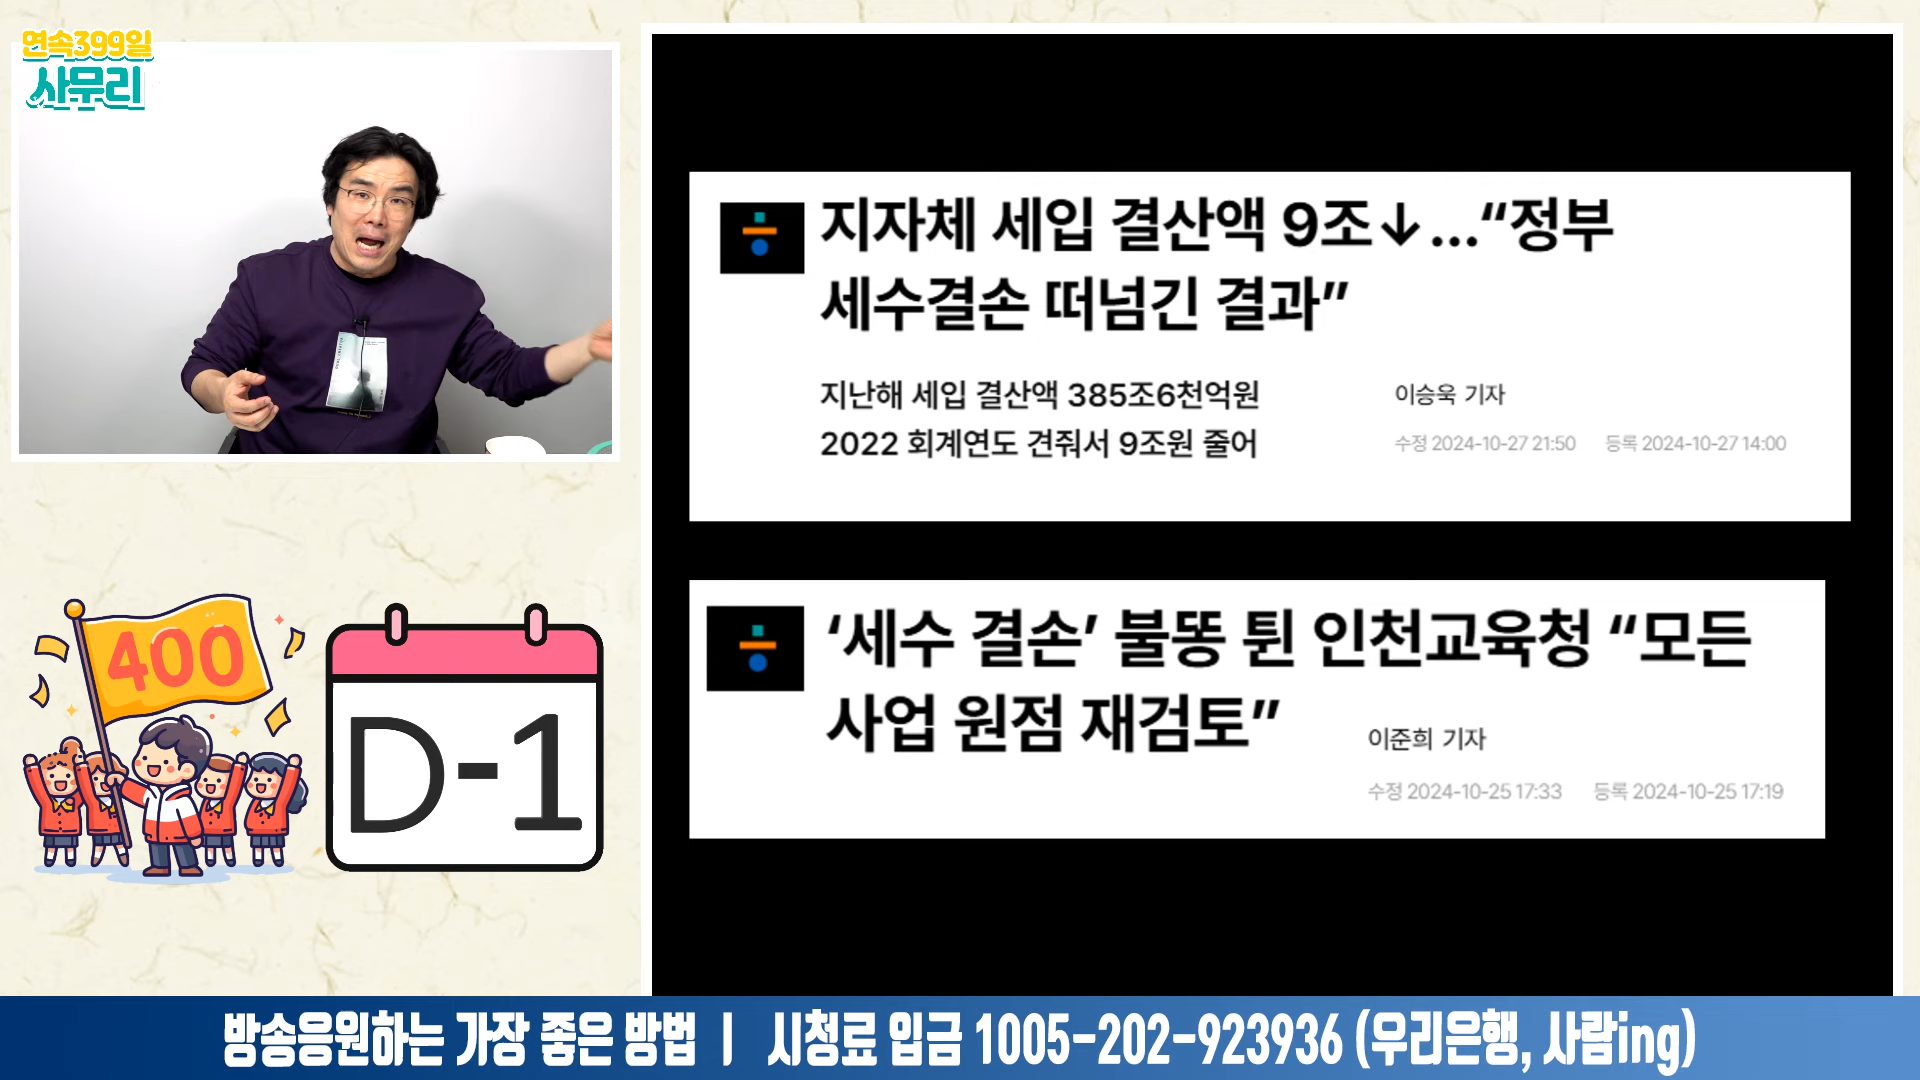 연속399일
사무리
지자체 세입 결산액 9조↓...“정부
세수결손 떠넘긴 결과”
지난해 세입 결산액 385조6천억원
2022 회계연도 견줘서 9조원 줄어
이승욱 기자
수정 2024-10-27 21:50 등록 2024-10-27 14:00
‘세수 결손’ 불똥 튄 인천교육청 “모든
사업 원점 재검토”
이준희 기자
수정 2024-10-25 17:33 등록 2024-10-25 17:19
400
D-1
방송응원하는 가장 좋은 방법 | 시청료 입금 1005-202-923936 (우리은행, 사람ing)